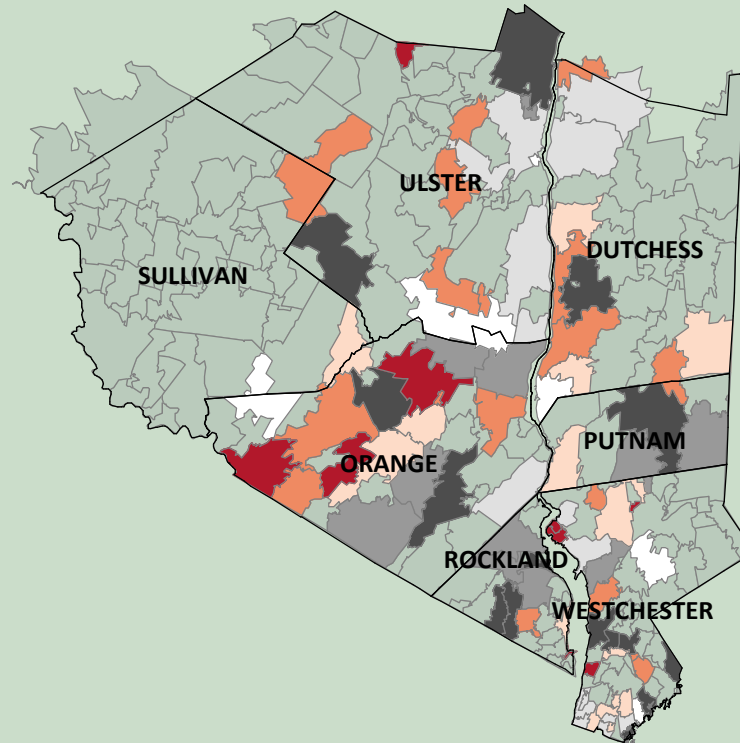 ULSTER
DUTCHESS
SULLIVAN
PUTNAM
ORANGE
ROCKLAND
WESTCHESTER